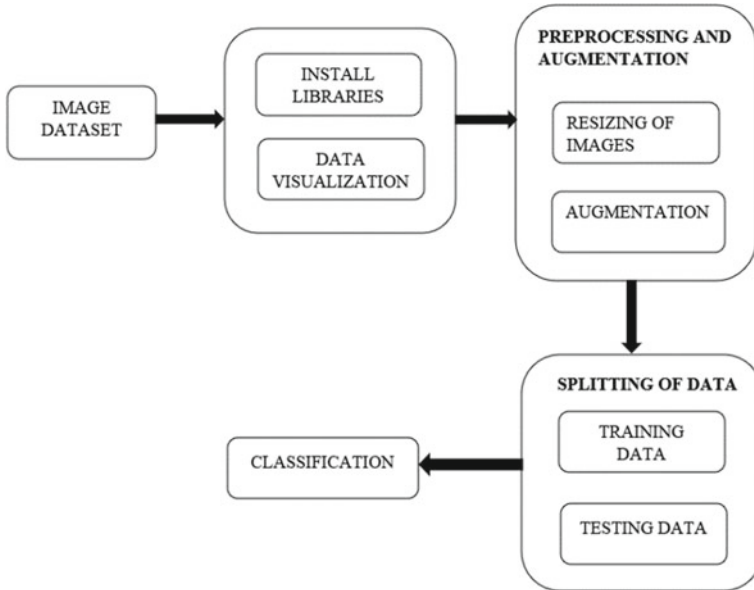 IMAGE
DATASET
INSTALL
LIBRARIES
DATA
VISUALIZATION
PREPROCESSING AND
AUGMENTATION
RESIZING OF
IMAGES
AUGMENTATION
SPLITTING OF DATA
TRAINING
DATA
TESTING DATA
CLASSIFICATION